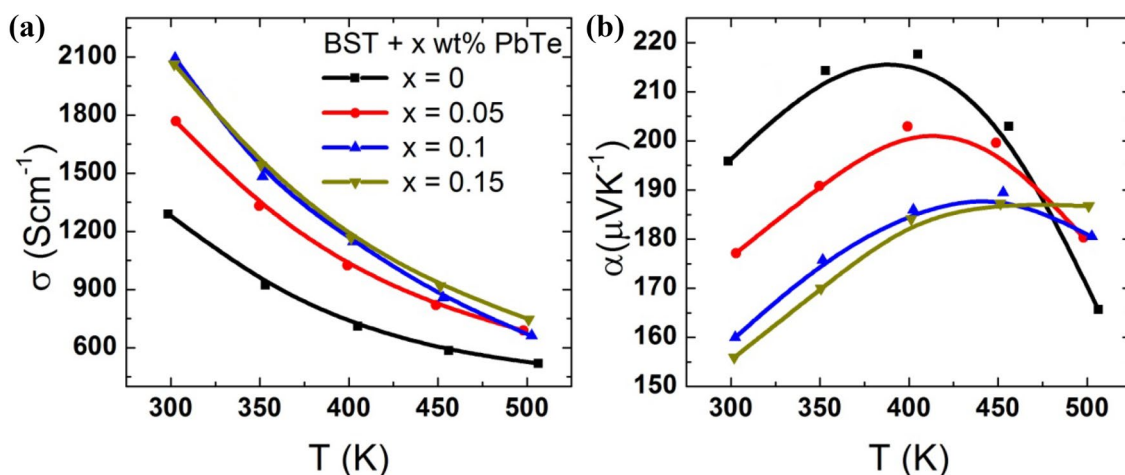 (a)
2100
1800
1500
1200
900
600
σ (Scm⁻¹)
BST + x wt% PbTe
x = 0
x = 0.05
x = 0.1
x = 0.15
300 350 400 450 500
T (K)
(b)
220
210
200
190
180
170
160
150
α(μVK⁻¹)
300 350 400 450 500
T (K)